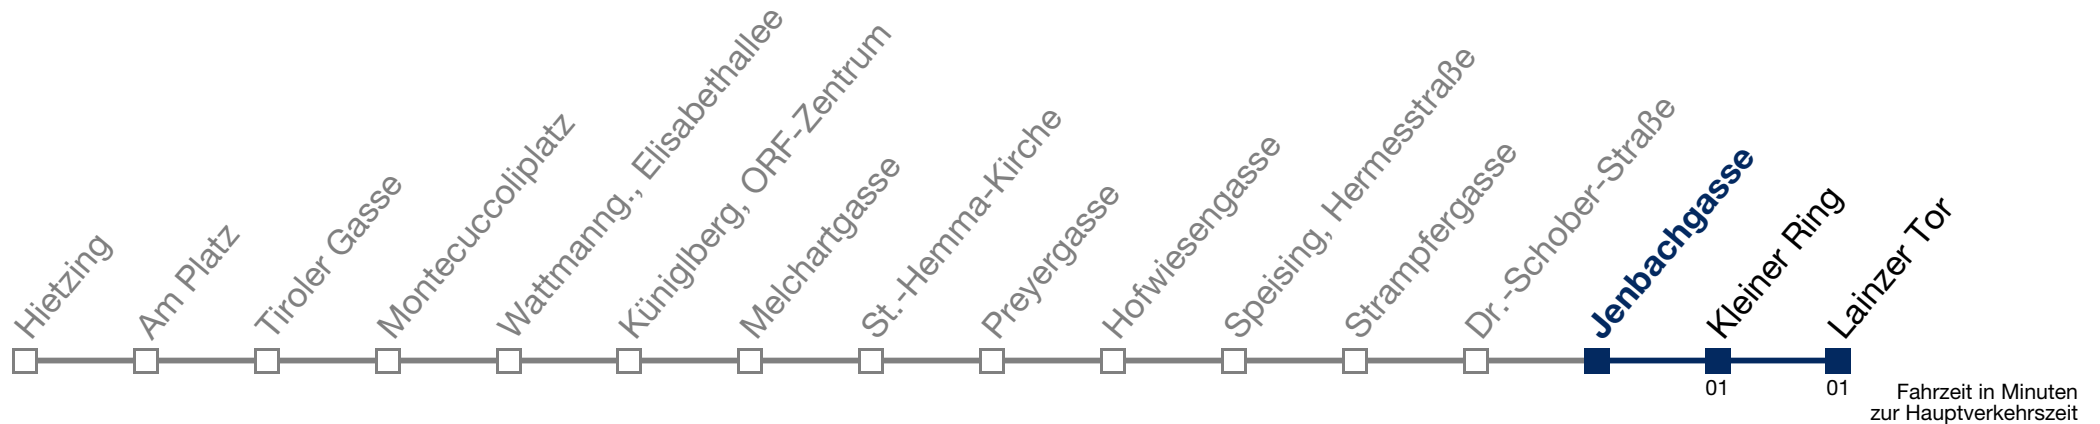 Hietzing
Am Platz
Tiroler Gasse
Montecuccoliplatz
Wattmanng., Elisabethallee
Küniglberg, ORF-Zentrum
Melchartgasse
St.-Hemma-Kirche
Preyergasse
Hofwiesengasse
Speising, Hermesstraße
Strampfergasse
Dr.-Schober-Straße
Jenbachgasse
Kleiner Ring
Lainzer Tor
01
01
Fahrzeit in Minuten
zur Hauptverkehrszeit